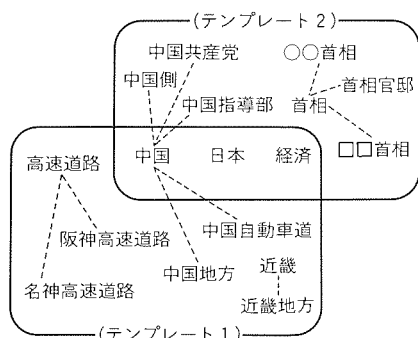 (テンプレート2)
中国共産党
○○首相
中国側
首相官邸
中国指導部
首相
高速道路
中国
日本
経済
□□首相
阪神高速道路
中国自動車道
中国地方
近畿
名神高速道路
近畿地方
(テンプレート1)